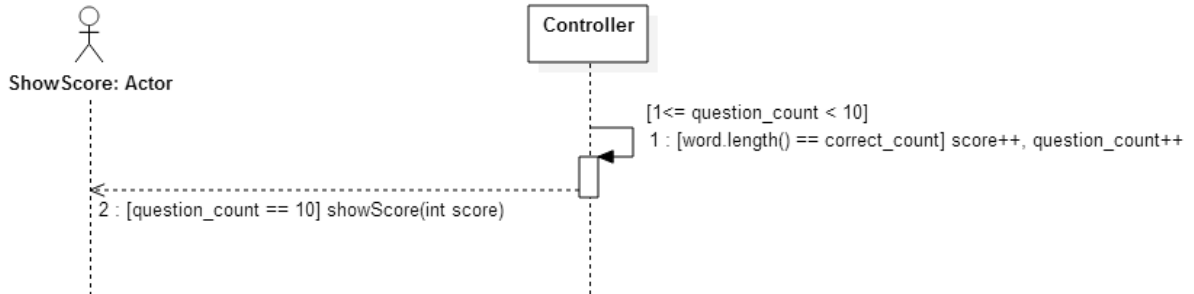 Controller
ShowScore: Actor
[1<= question_count < 10]
1 : [word.length() == correct_count] score++, question_count++
2 : [question_count == 10] showScore(int score)